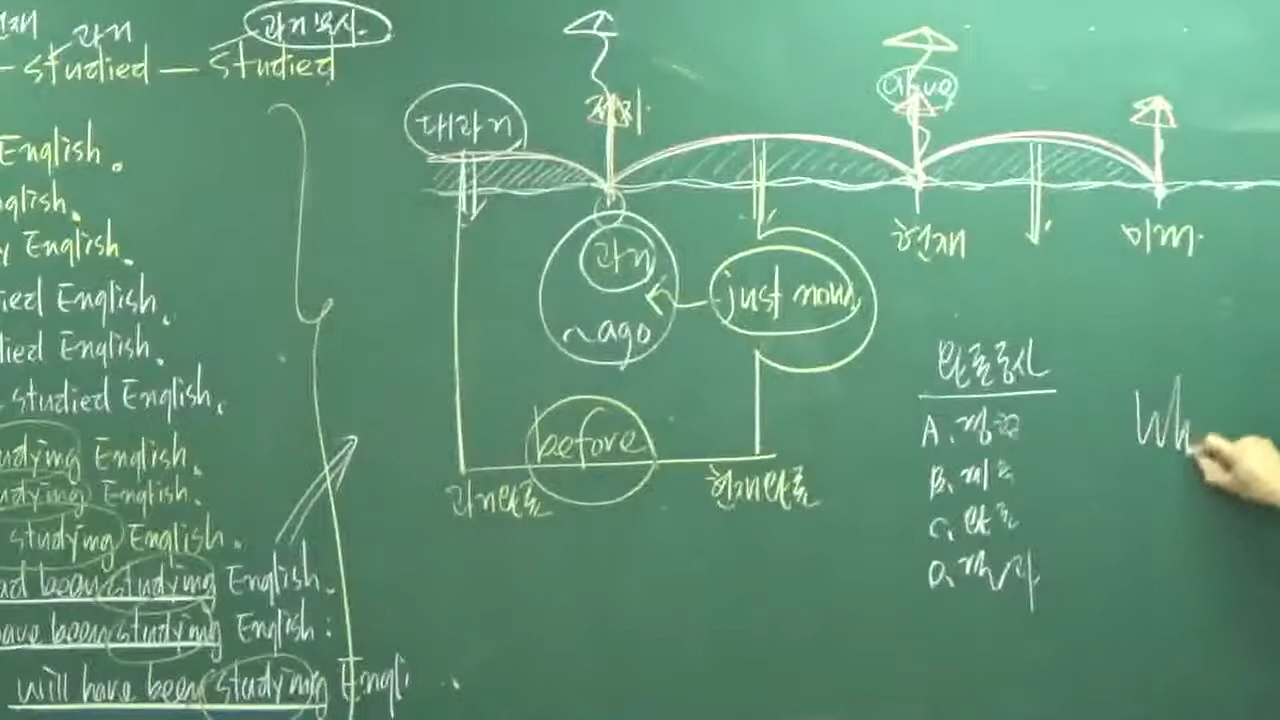 과거
과거분사.
— studied — studied
English.
English.
English.
studied English.
studied English.
studied English.
studying English.
studying English.
studying English.
had been studying English.
have been studying English.
will have been studying Engli
대과거
현재
미래.
과거
~ago
just now
before
과거완료
현재완료
완료동사
A. 경험
B. 계속
C. 완료
D. 결과
Wh